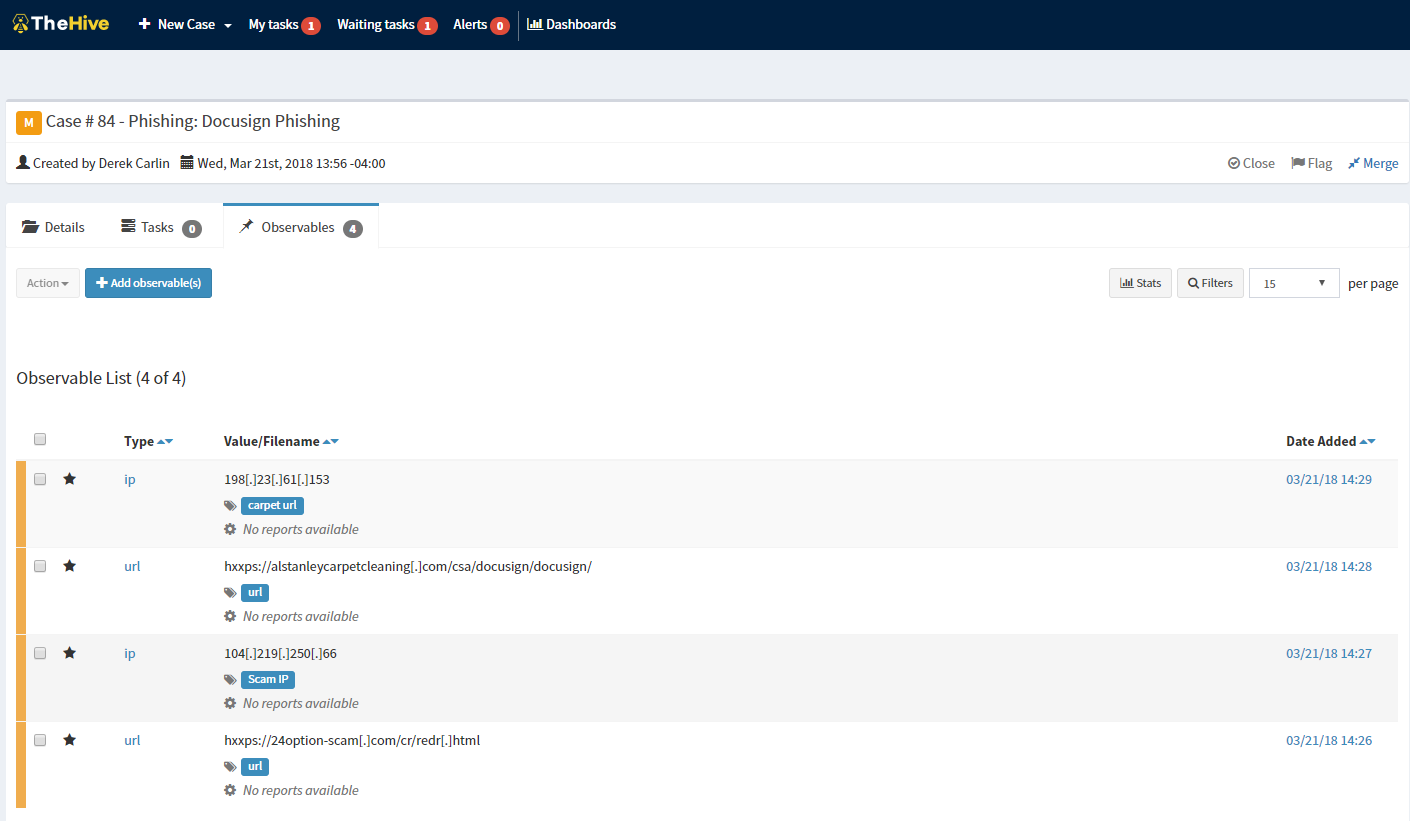 TheHive New Case My tasks 1 Waiting tasks 1 Alerts 0 Dashboards
M Case # 84 - Phishing: Docusign Phishing
Created by Derek Carlin Wed, Mar 21st, 2018 13:56 -04:00 Close Flag Merge
Details Tasks 0 Observables 4
Action Add observable(s) Stats Filters 15 per page
Observable List (4 of 4)
Type Value/Filename Date Added
ip 198[.]23[.]61[.]153 03/21/18 14:29
carpet url
No reports available
url hxxps://alstanleycarpetcleaning[.]com/csa/docusign/docusign/ 03/21/18 14:28
url
No reports available
ip 104[.]219[.]250[.]66 03/21/18 14:27
Scam IP
No reports available
url hxxps://24option-scam[.]com/cr/redr[.]html 03/21/18 14:26
url
No reports available